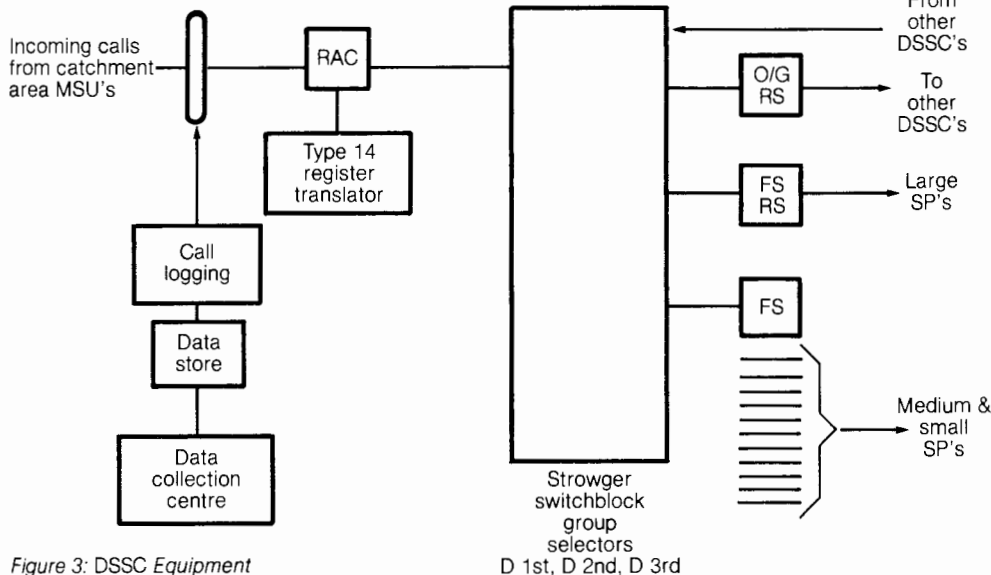 From
other
DSSC's
Incoming calls
from catchment
area MSU's
RAC
O/G
RS
To
other
DSSC's
Type 14
register
translator
FS
RS
Large
SP's
Call
logging
FS
Data
store
Medium &
small
SP's
Data
collection
centre
Strowger
switchblock
group
selectors
D 1st, D 2nd, D 3rd
Figure 3: DSSC Equipment